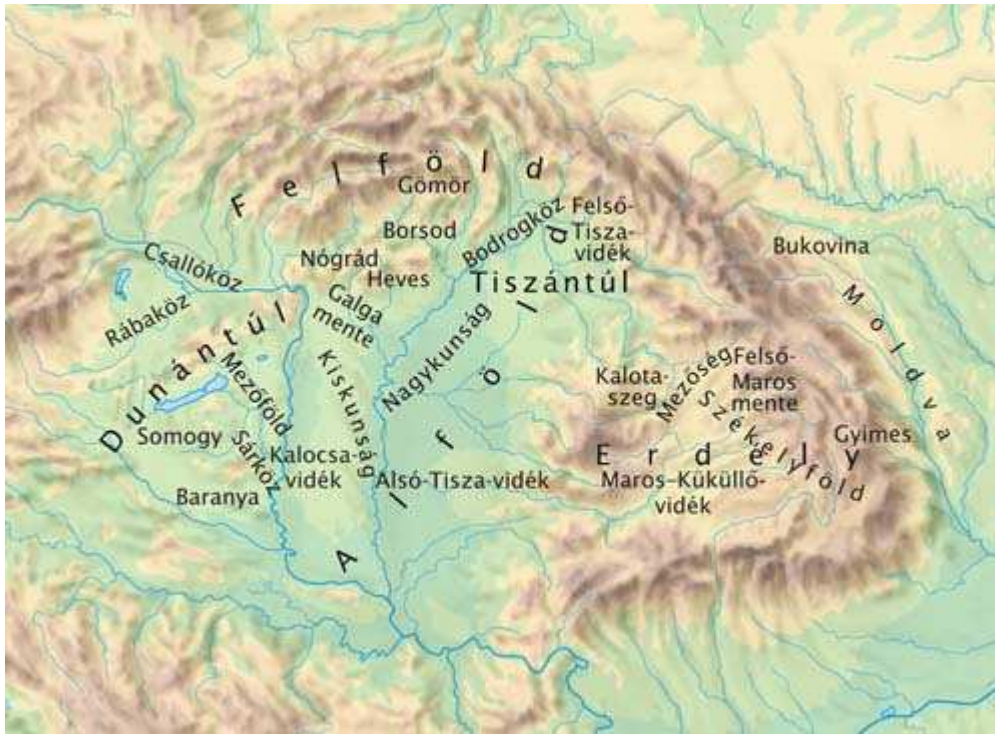 Felföld
Gömör
Borsod
Bodrogköz
Felső-
Tisza-
vidék
Bukovina
Csallóköz
Nógrád
Heves
Tiszántúl
Galga
mente
Rábaköz
Dunántúl
Moldva
Nagykunság
Kiskunság
Mezőföld
Alföld
Kalota-
szeg
Mezőség
Felső-
Maros
mente
Székelyföld
Gyimes
Somogy
Sárköz
Kalocsa-
vidék
Erdély
Baranya
Alsó-Tisza-vidék
Maros-Küküllő-
vidék